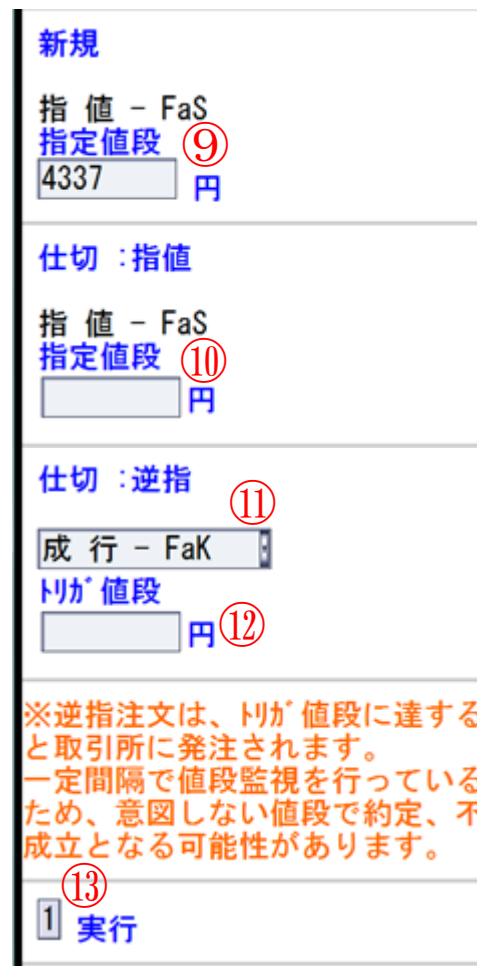 新規
指 値 - FaS
指定値段 ⑨
4337 円
仕切 :指値
指 値 - FaS
指定値段 ⑩
円
仕切 :逆指
⑪
成 行 - FaK
ﾄﾘｶﾞ値段
円 ⑫
※逆指注文は、ﾄﾘｶﾞ値段に達する
と取引所に発注されます。
一定間隔で値段監視を行っている
ため、意図しない値段で約定、不
成立となる可能性があります。
⑬
1 実行